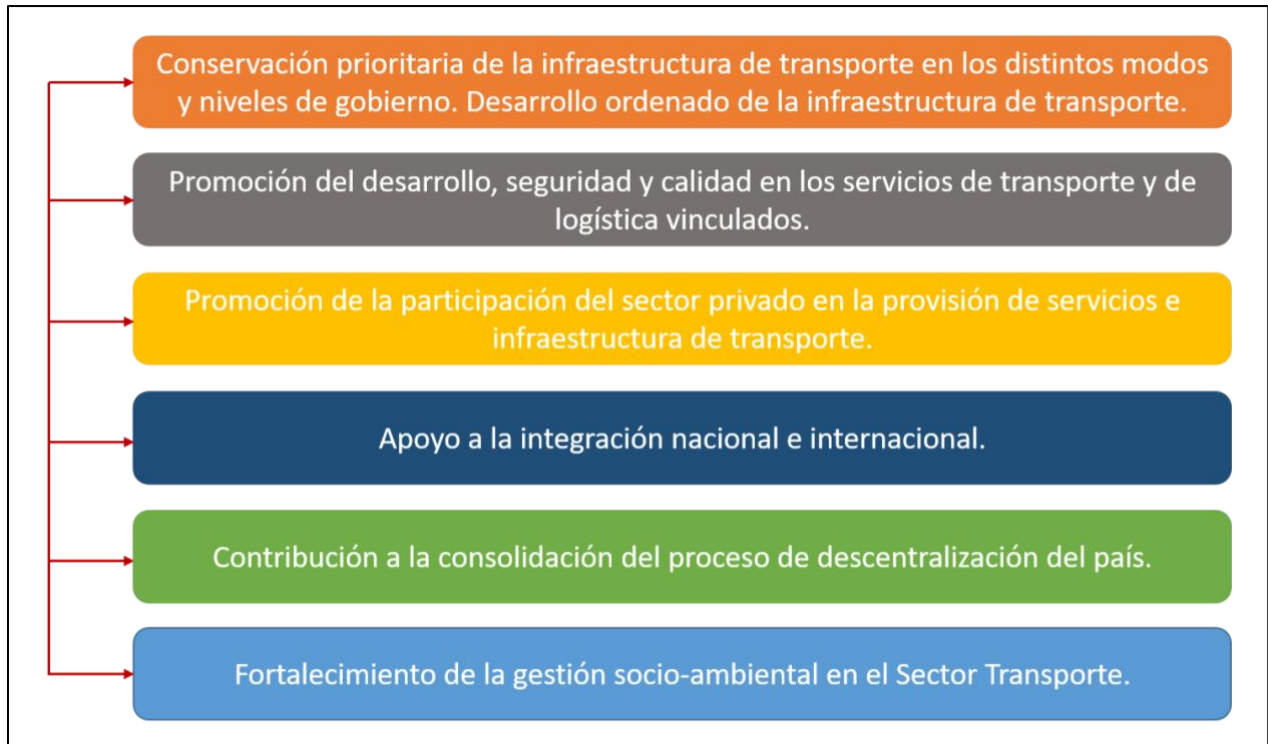 Conservación prioritaria de la infraestructura de transporte en los distintos modos
y niveles de gobierno. Desarrollo ordenado de la infraestructura de transporte.
Promoción del desarrollo, seguridad y calidad en los servicios de transporte y de
logística vinculados.
Promoción de la participación del sector privado en la provisión de servicios e
infraestructura de transporte.
Apoyo a la integración nacional e internacional.
Contribución a la consolidación del proceso de descentralización del país.
Fortalecimiento de la gestión socio-ambiental en el Sector Transporte.